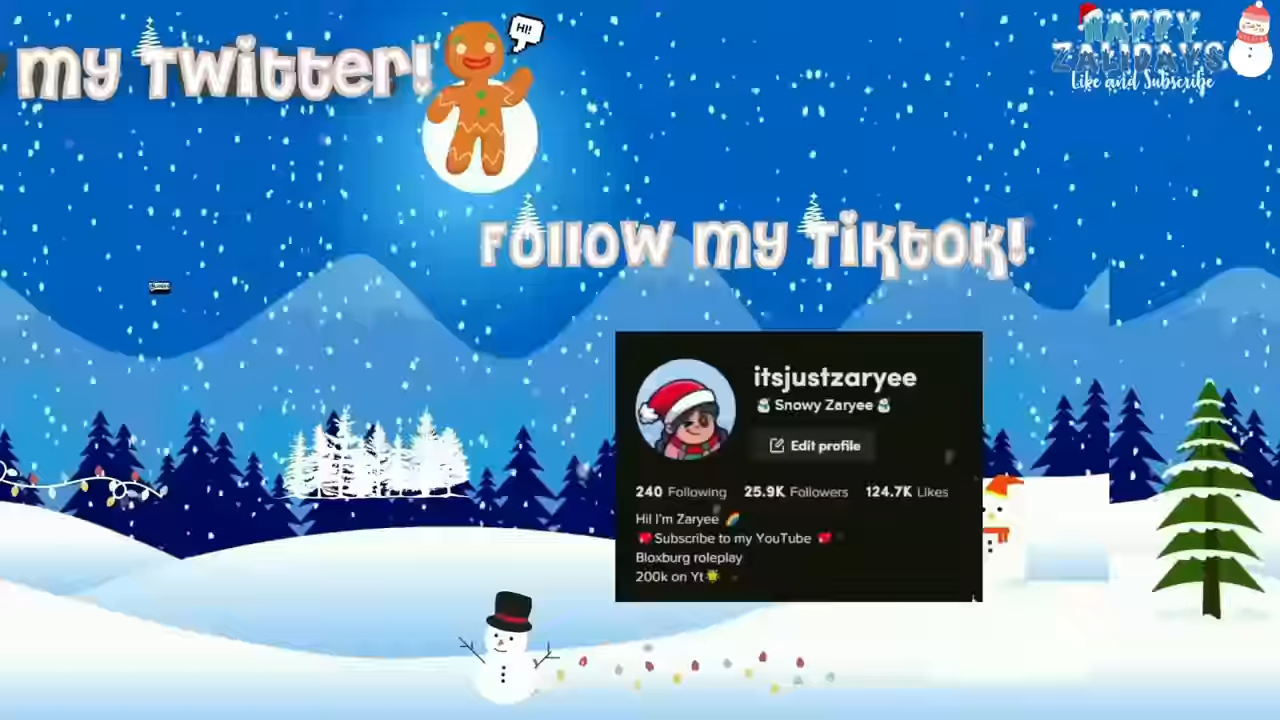 my Twitter!
HI!
HAPPY
ZALIDAYS
Like and Subscribe
Follow my Tiktok!
itsjustzaryee
⛄ Snowy Zaryee ⛄
Edit profile
240 Following 25.9K Followers 124.7K Likes
Hi! I'm Zaryee 🌈
Subscribe to my YouTube
Bloxburg roleplay
200k on Yt🌟